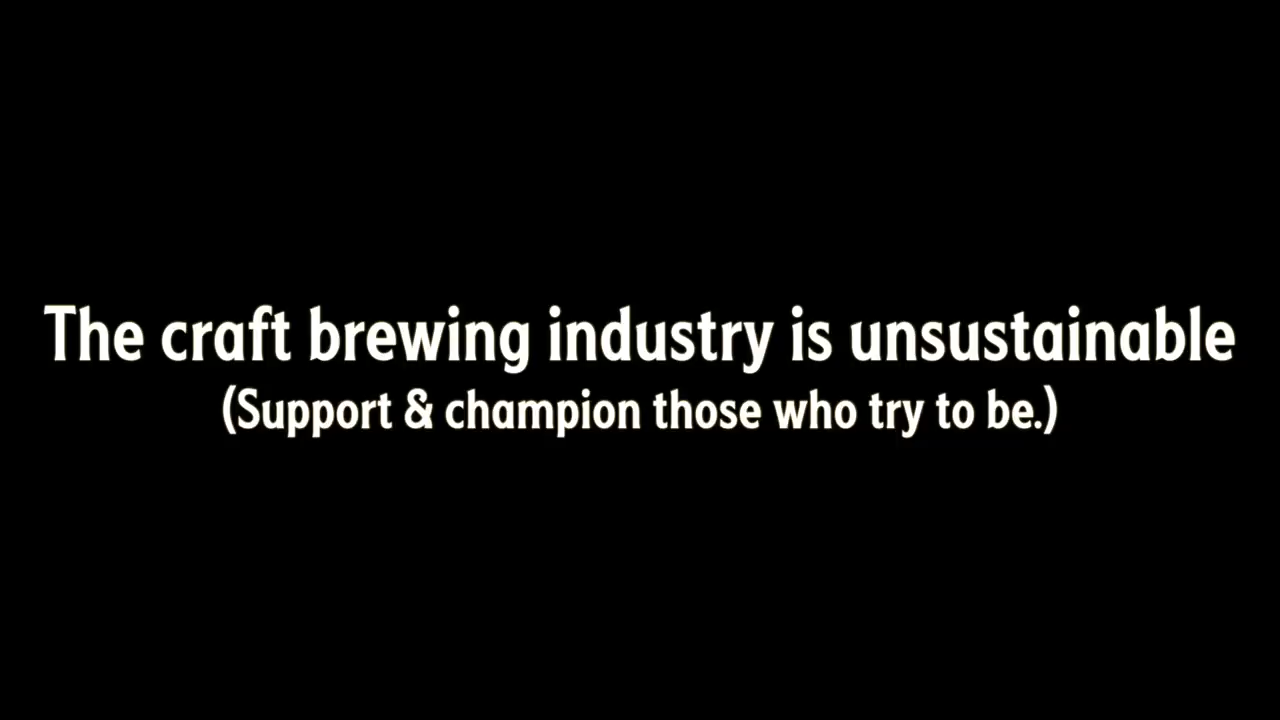 The craft brewing industry is unsustainable
(Support & champion those who try to be.)